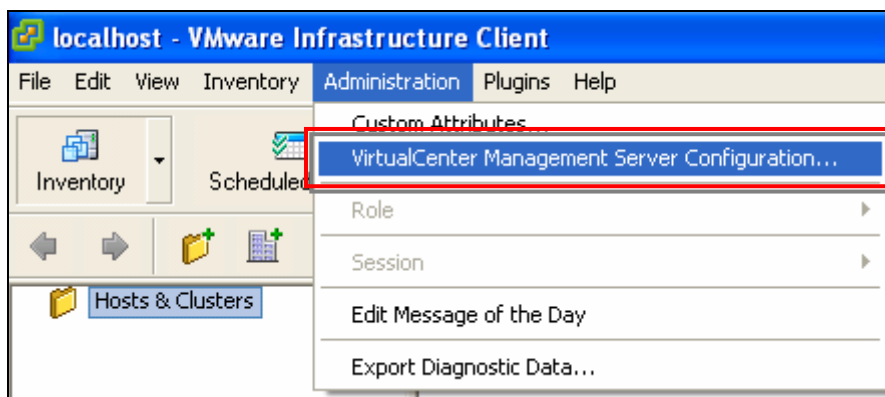 localhost - VMware Infrastructure Client
File Edit View Inventory Administration Plugins Help
Custom Attributes...
VirtualCenter Management Server Configuration...
Inventory
Scheduled
Role
Session
Hosts & Clusters
Edit Message of the Day
Export Diagnostic Data...